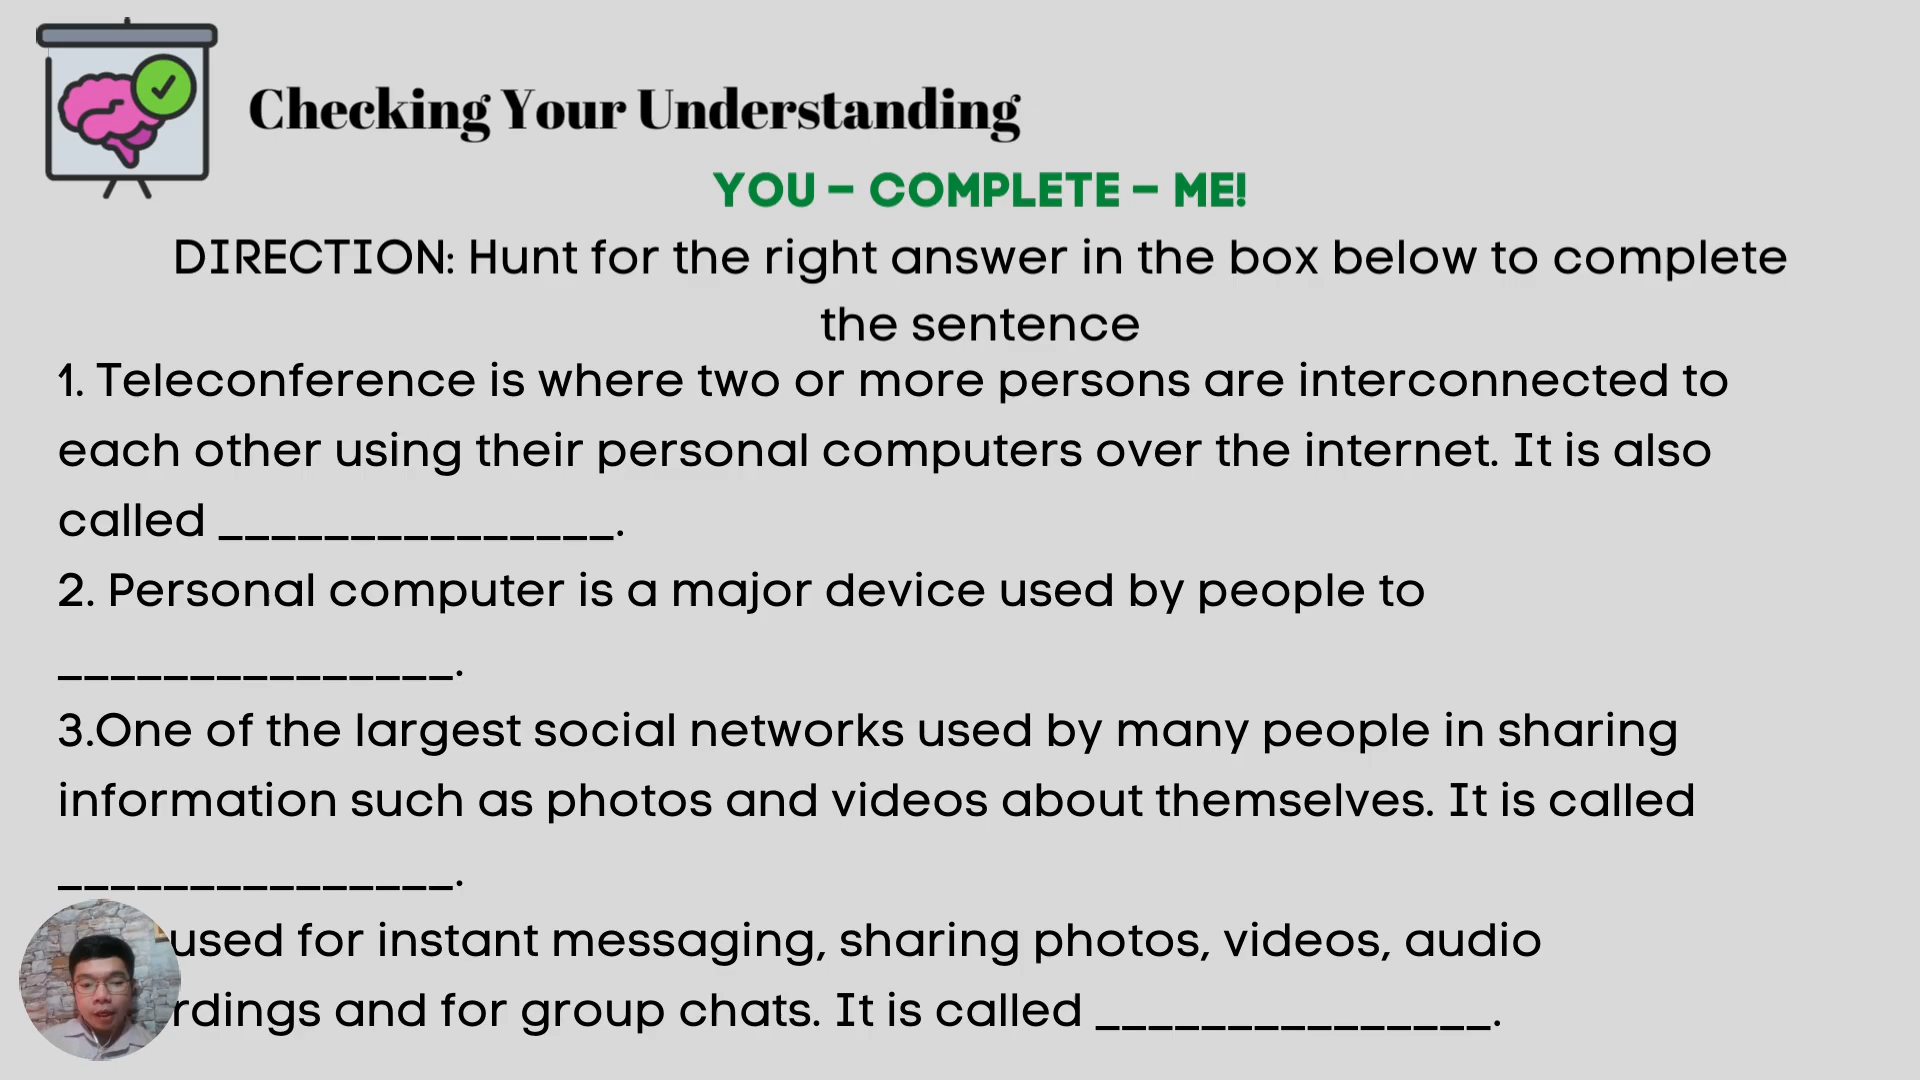 Checking Your Understanding
YOU – COMPLETE – ME!
DIRECTION: Hunt for the right answer in the box below to complete
the sentence
1. Teleconference is where two or more persons are interconnected to
each other using their personal computers over the internet. It is also
called _______________.
2. Personal computer is a major device used by people to
_______________.
3.One of the largest social networks used by many people in sharing
information such as photos and videos about themselves. It is called
_______________.
used for instant messaging, sharing photos, videos, audio
rdings and for group chats. It is called _______________.